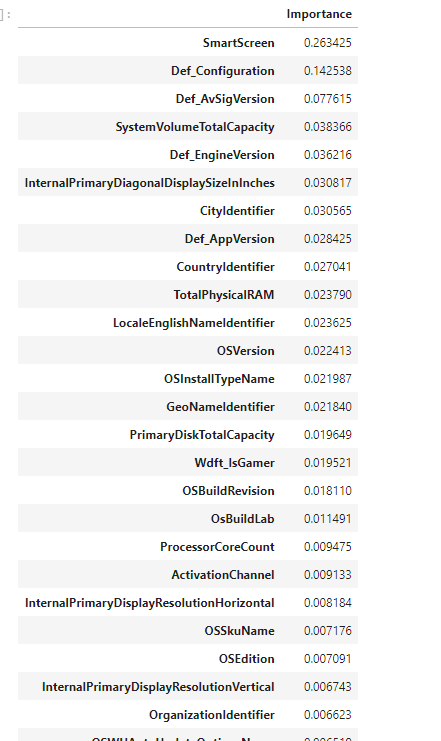 ]:
Importance
SmartScreen 0.263425
Def_Configuration 0.142538
Def_AvSigVersion 0.077615
SystemVolumeTotalCapacity 0.038366
Def_EngineVersion 0.036216
InternalPrimaryDiagonalDisplaySizeInInches 0.030817
CityIdentifier 0.030565
Def_AppVersion 0.028425
CountryIdentifier 0.027041
TotalPhysicalRAM 0.023790
LocaleEnglishNameIdentifier 0.023625
OSVersion 0.022413
OSInstallTypeName 0.021987
GeoNameIdentifier 0.021840
PrimaryDiskTotalCapacity 0.019649
Wdft_IsGamer 0.019521
OSBuildRevision 0.018110
OsBuildLab 0.011491
ProcessorCoreCount 0.009475
ActivationChannel 0.009133
InternalPrimaryDisplayResolutionHorizontal 0.008184
OSSkuName 0.007176
OSEdition 0.007091
InternalPrimaryDisplayResolutionVertical 0.006743
OrganizationIdentifier 0.006623